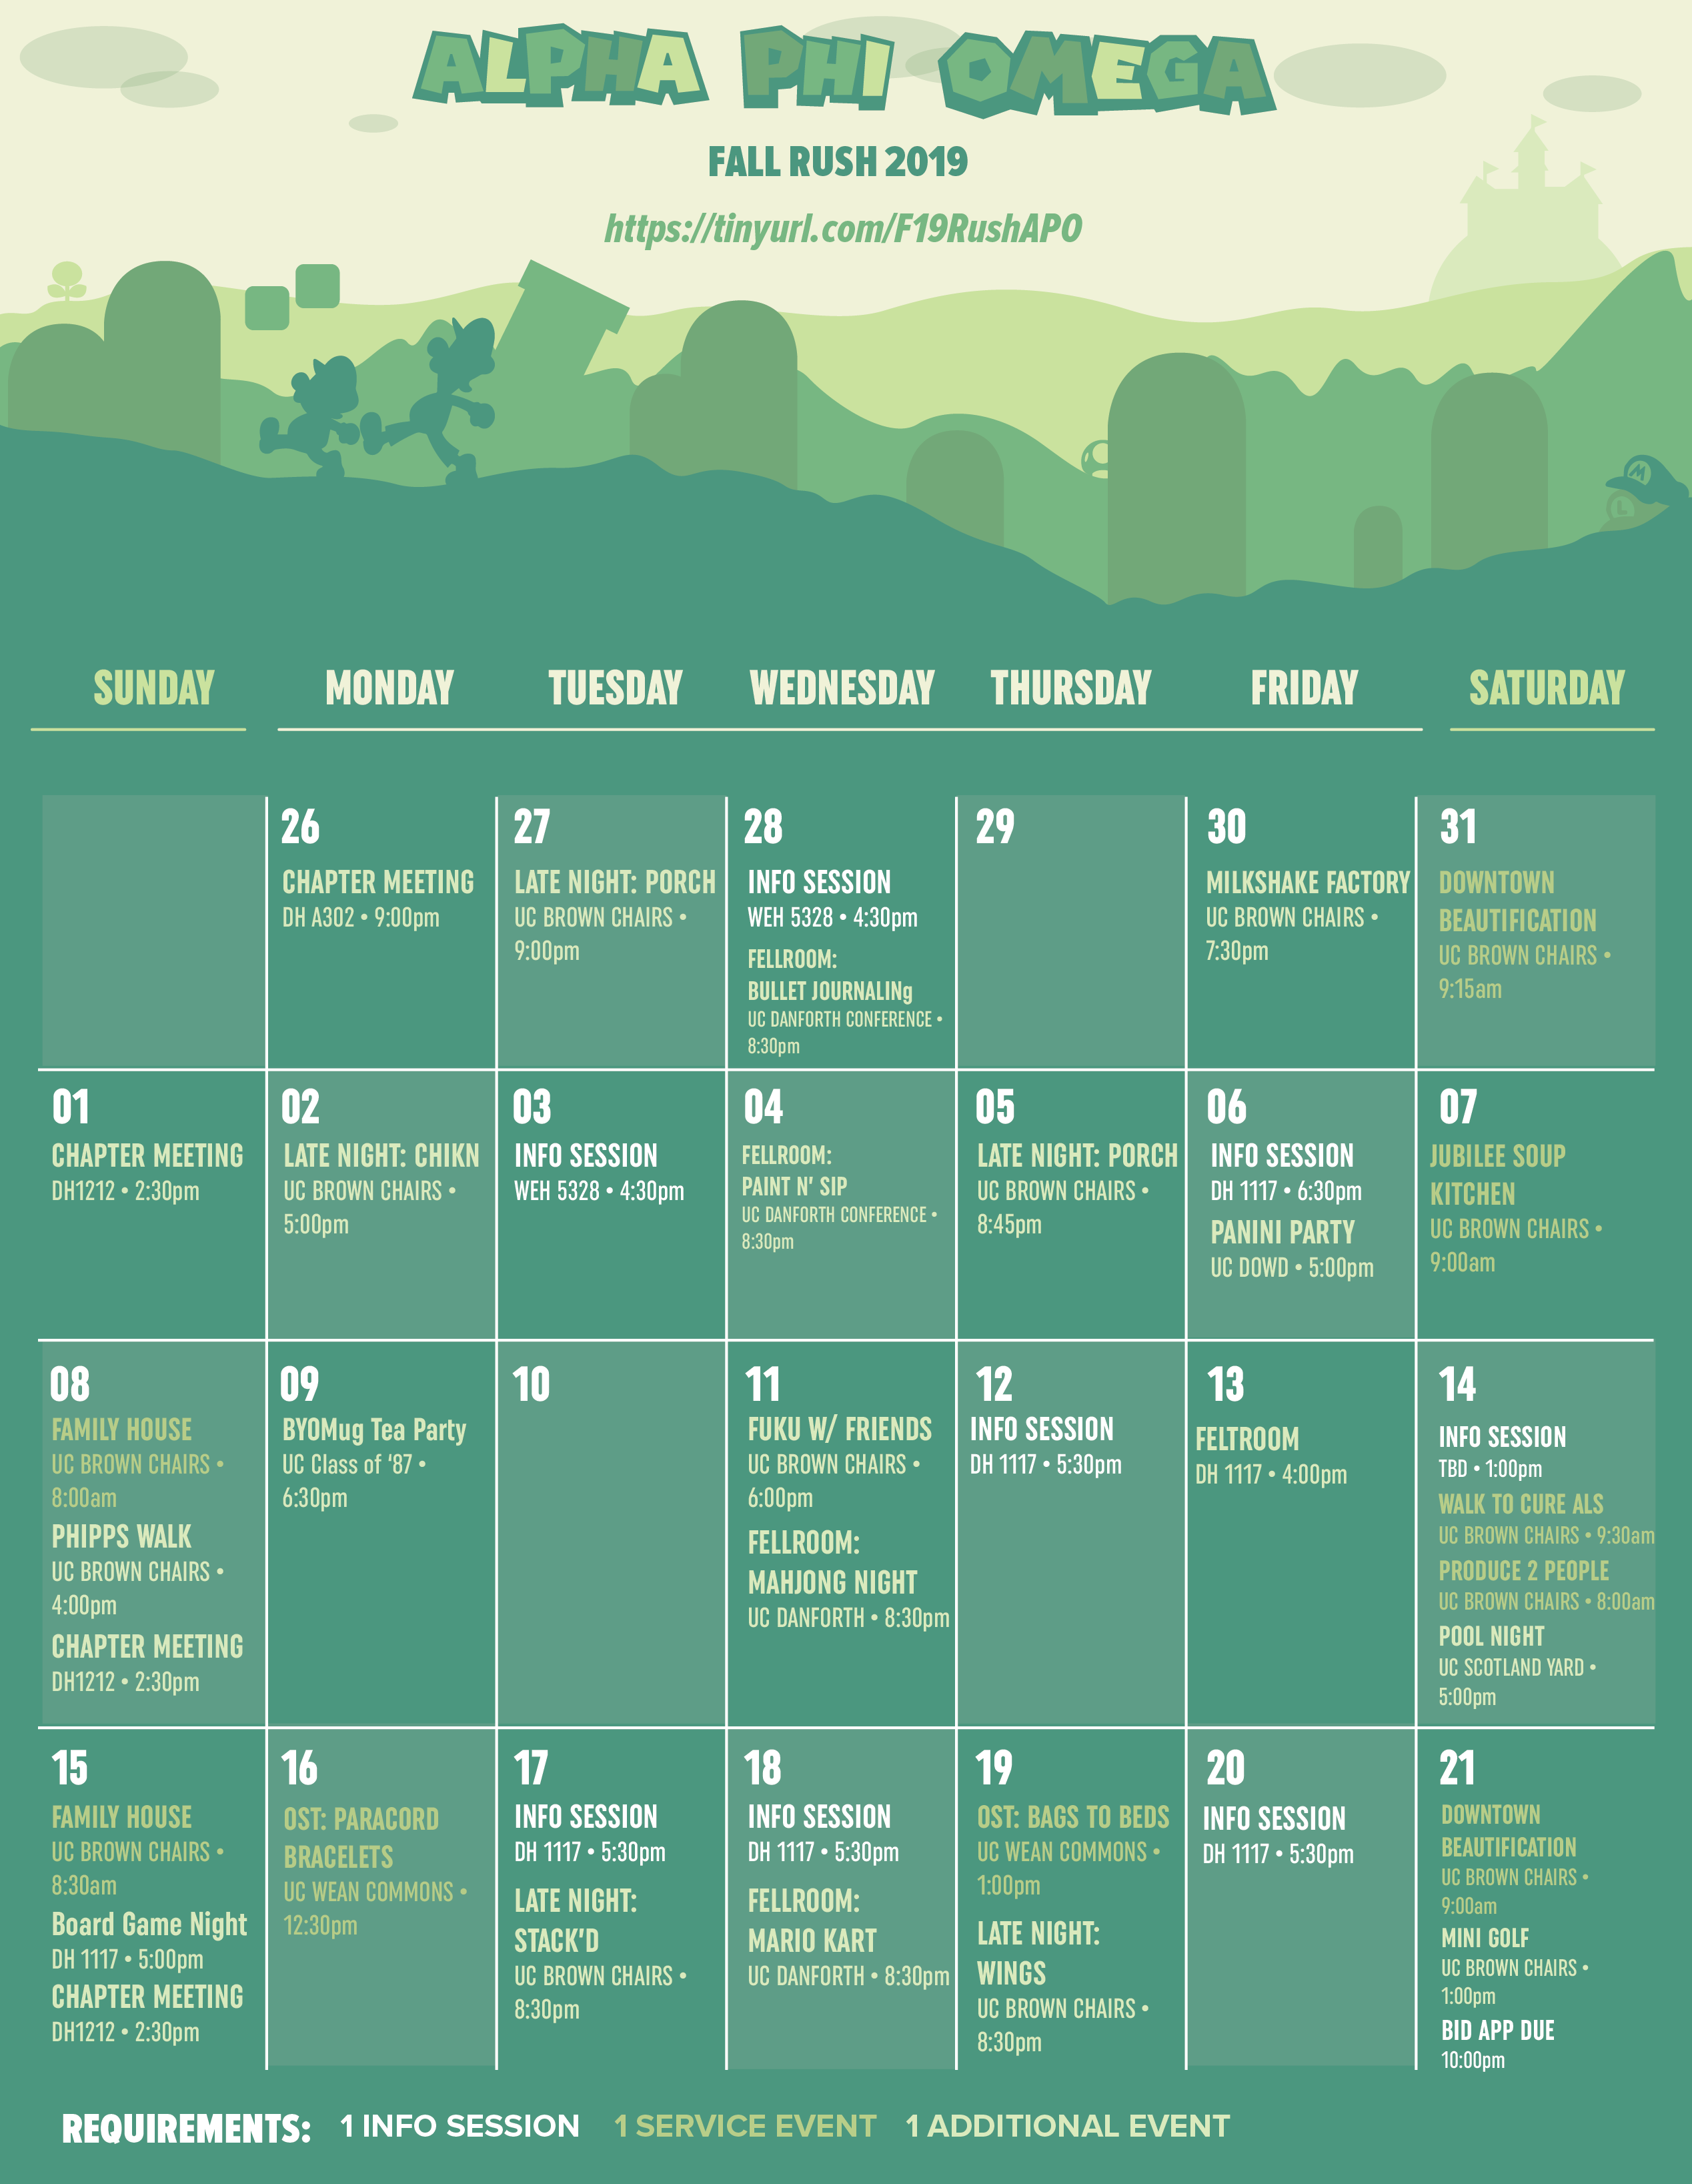 ALPHA PHI OMEGA
FALL RUSH 2019
https://tinyurl.com/F19RushAPO
M
L
SUNDAY MONDAY TUESDAY WEDNESDAY THURSDAY FRIDAY SATURDAY
26
CHAPTER MEETING
DH A302 • 9:00pm
27
LATE NIGHT: PORCH
UC BROWN CHAIRS •
9:00pm
28
INFO SESSION
WEH 5328 • 4:30pm
FELLROOM:
BULLET JOURNALINg
UC DANFORTH CONFERENCE •
8:30pm
29
30
MILKSHAKE FACTORY
UC BROWN CHAIRS •
7:30pm
31
DOWNTOWN
BEAUTIFICATION
UC BROWN CHAIRS •
9:15am
01
CHAPTER MEETING
DH1212 • 2:30pm
02
LATE NIGHT: CHIKN
UC BROWN CHAIRS •
5:00pm
03
INFO SESSION
WEH 5328 • 4:30pm
04
FELLROOM:
PAINT N’ SIP
UC DANFORTH CONFERENCE •
8:30pm
05
LATE NIGHT: PORCH
UC BROWN CHAIRS •
8:45pm
06
INFO SESSION
DH 1117 • 6:30pm
PANINI PARTY
UC DOWD • 5:00pm
07
JUBILEE SOUP
KITCHEN
UC BROWN CHAIRS •
9:00am
08
FAMILY HOUSE
UC BROWN CHAIRS •
8:00am
PHIPPS WALK
UC BROWN CHAIRS •
4:00pm
CHAPTER MEETING
DH1212 • 2:30pm
09
BYOMug Tea Party
UC Class of ‘87 •
6:30pm
10
11
FUKU W/ FRIENDS
UC BROWN CHAIRS •
6:00pm
FELLROOM:
MAHJONG NIGHT
UC DANFORTH • 8:30pm
12
INFO SESSION
DH 1117 • 5:30pm
13
FELTROOM
DH 1117 • 4:00pm
14
INFO SESSION
TBD • 1:00pm
WALK TO CURE ALS
UC BROWN CHAIRS • 9:30am
PRODUCE 2 PEOPLE
UC BROWN CHAIRS • 8:00am
POOL NIGHT
UC SCOTLAND YARD •
5:00pm
15
FAMILY HOUSE
UC BROWN CHAIRS •
8:30am
Board Game Night
DH 1117 • 5:00pm
CHAPTER MEETING
DH1212 • 2:30pm
16
OST: PARACORD
BRACELETS
UC WEAN COMMONS •
12:30pm
17
INFO SESSION
DH 1117 • 5:30pm
LATE NIGHT:
STACK’D
UC BROWN CHAIRS •
8:30pm
18
INFO SESSION
DH 1117 • 5:30pm
FELLROOM:
MARIO KART
UC DANFORTH • 8:30pm
19
OST: BAGS TO BEDS
UC WEAN COMMONS •
1:00pm
LATE NIGHT:
WINGS
UC BROWN CHAIRS •
8:30pm
20
INFO SESSION
DH 1117 • 5:30pm
21
DOWNTOWN
BEAUTIFICATION
UC BROWN CHAIRS •
9:00am
MINI GOLF
UC BROWN CHAIRS •
1:00pm
BID APP DUE
10:00pm
REQUIREMENTS: 1 INFO SESSION 1 SERVICE EVENT 1 ADDITIONAL EVENT